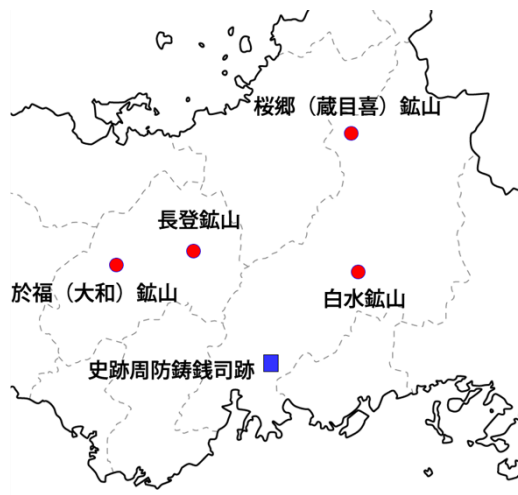 桜郷（蔵目喜）鉱山
長登鉱山
於福（大和）鉱山
白水鉱山
史跡周防鋳銭司跡